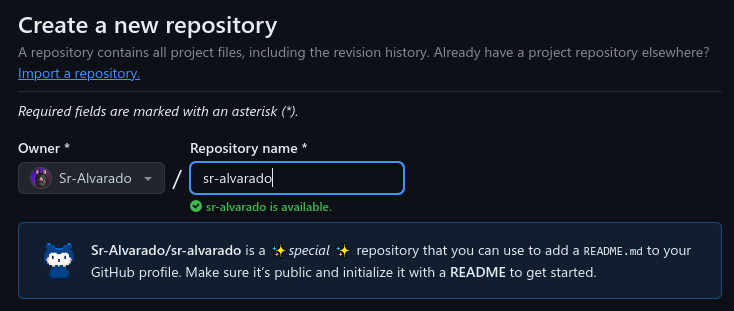 Create a new repository
A repository contains all project files, including the revision history. Already have a project repository elsewhere?
Import a repository.
Required fields are marked with an asterisk (*).
Owner * Repository name *
Sr-Alvarado / sr-alvarado
sr-alvarado is available.
Sr-Alvarado/sr-alvarado is a ✨special ✨ repository that you can use to add a README.md to your
GitHub profile. Make sure it's public and initialize it with a README to get started.